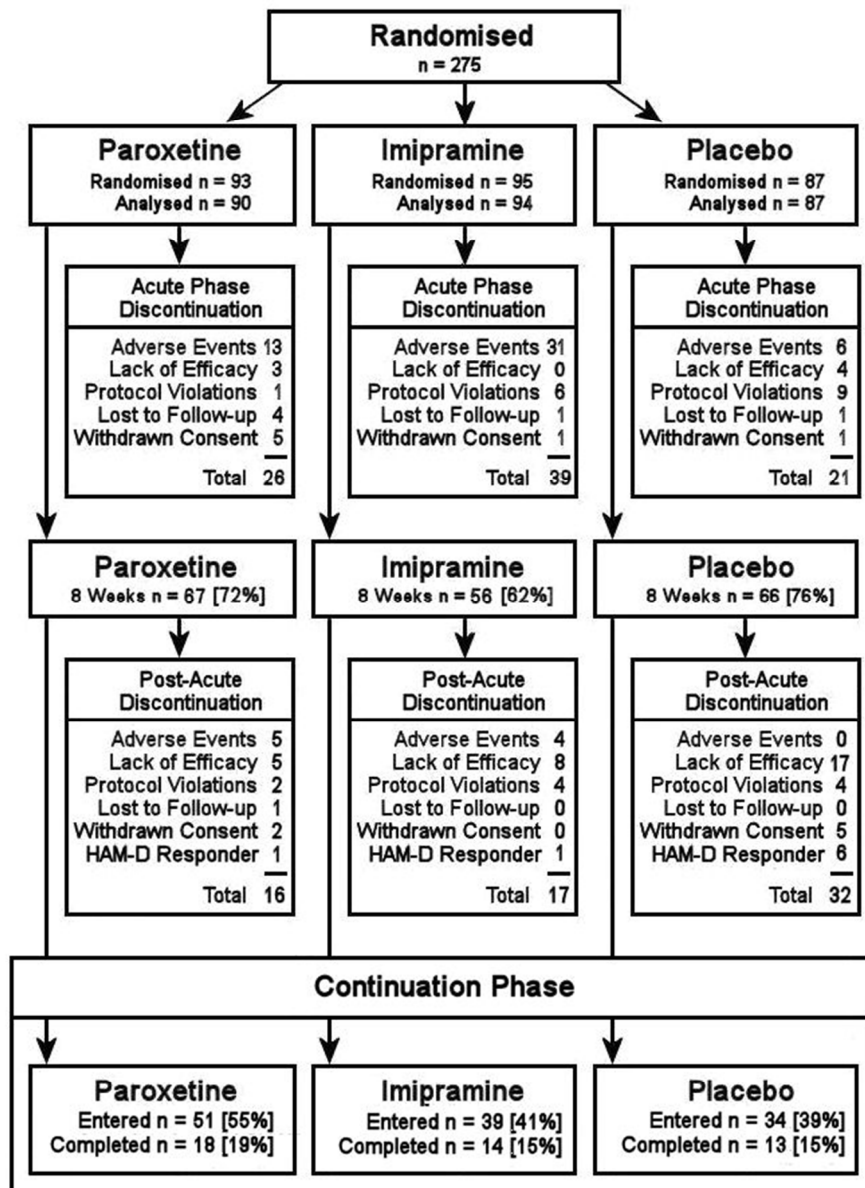 Randomised
n = 275
Paroxetine
Randomised n = 93
Analysed n = 90
Imipramine
Randomised n = 95
Analysed n = 94
Placebo
Randomised n = 87
Analysed n = 87
Acute Phase
Discontinuation
Adverse Events 13
Lack of Efficacy 3
Protocol Violations 1
Lost to Follow-up 4
Withdrawn Consent 5
Total 26
Acute Phase
Discontinuation
Adverse Events 31
Lack of Efficacy 0
Protocol Violations 6
Lost to Follow-up 1
Withdrawn Consent 1
Total 39
Acute Phase
Discontinuation
Adverse Events 6
Lack of Efficacy 4
Protocol Violations 9
Lost to Follow-up 1
Withdrawn Consent 1
Total 21
Paroxetine
8 Weeks n = 67 [72%]
Imipramine
8 Weeks n = 56 [62%]
Placebo
8 Weeks n = 66 [76%]
Post-Acute
Discontinuation
Adverse Events 5
Lack of Efficacy 5
Protocol Violations 2
Lost to Follow-up 1
Withdrawn Consent 2
HAM-D Responder 1
Total 16
Post-Acute
Discontinuation
Adverse Events 4
Lack of Efficacy 8
Protocol Violations 4
Lost to Follow-up 0
Withdrawn Consent 0
HAM-D Responder 1
Total 17
Post-Acute
Discontinuation
Adverse Events 0
Lack of Efficacy 17
Protocol Violations 4
Lost to Follow-up 0
Withdrawn Consent 5
HAM-D Responder 6
Total 32
Continuation Phase
Paroxetine
Entered n = 51 [55%]
Completed n = 18 [19%]
Imipramine
Entered n = 39 [41%]
Completed n = 14 [15%]
Placebo
Entered n = 34 [39%]
Completed n = 13 [15%]